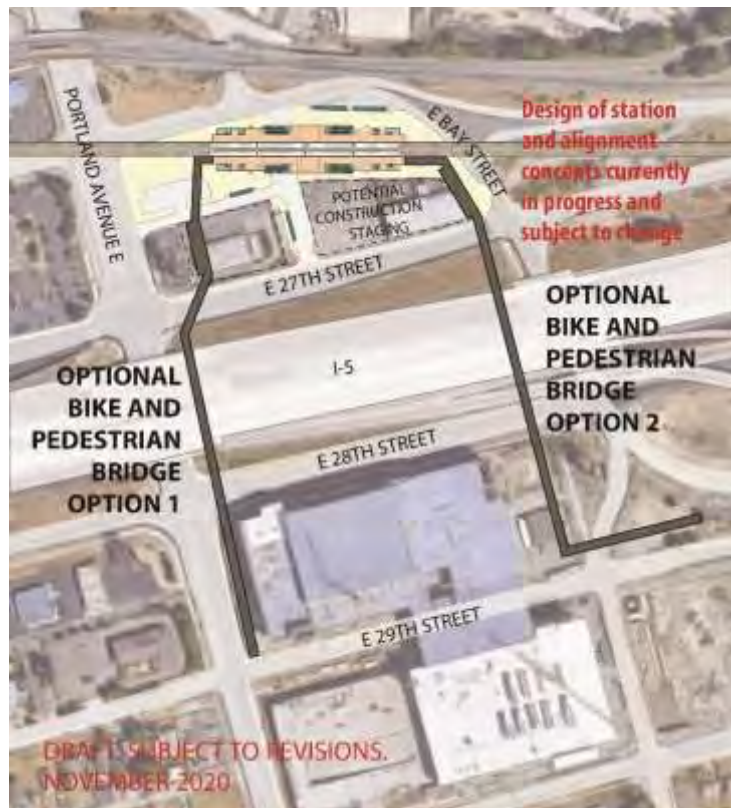 PORTLAND AVENUE E
E BAY STREET
Design of station
and alignment
concepts currently
in progress and
subject to change
POTENTIAL
CONSTRUCTION
STAGING
E 27TH STREET
OPTIONAL
BIKE AND
PEDESTRIAN
BRIDGE
OPTION 2
I-5
OPTIONAL
BIKE AND
PEDESTRIAN
BRIDGE
OPTION 1
E 28TH STREET
E 29TH STREET
DRAFT. SUBJECT TO REVISIONS.
NOVEMBER 2020